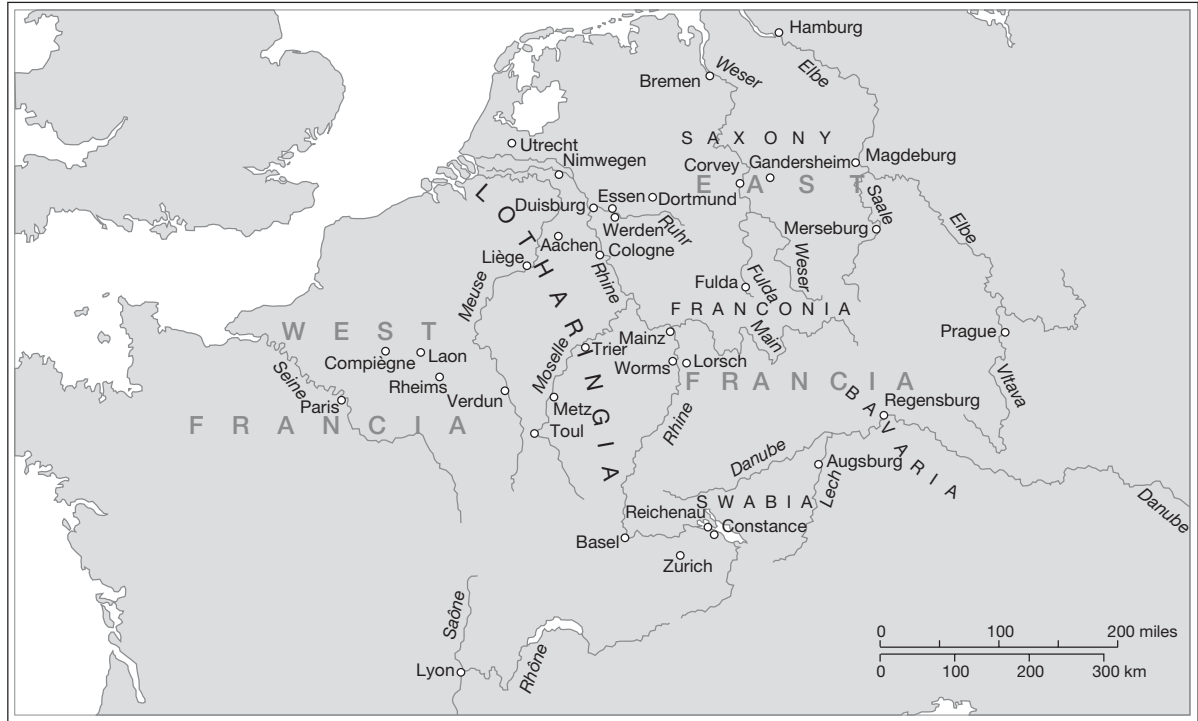 Hamburg
Weser
Elbe
Bremen
SAXONY
Utrecht
Nimwegen
Corvey
Gandersheim
Magdeburg
EAST
LOTHARINGIA
Essen
Dortmund
Duisburg
Werden
Ruhr
Saale
Merseburg
Elbe
Aachen
Cologne
Liège
Rhine
Weser
Fulda
Fulda
Meuse
FRANCONIA
WEST
Mainz
Main
Prague
Compiègne
Laon
Moselle
Trier
Worms
Lorsch
Seine
Rheims
FRANCIA
Vltava
Paris
Verdun
Metz
BAVARIA
Regensburg
FRANCIA
Toul
Rhine
Danube
Augsburg
Lech
SWABIA
Danube
Reichenau
Constance
Basel
Zurich
Saône
Rhône
Lyon
0 100 200 miles
0 100 200 300 km